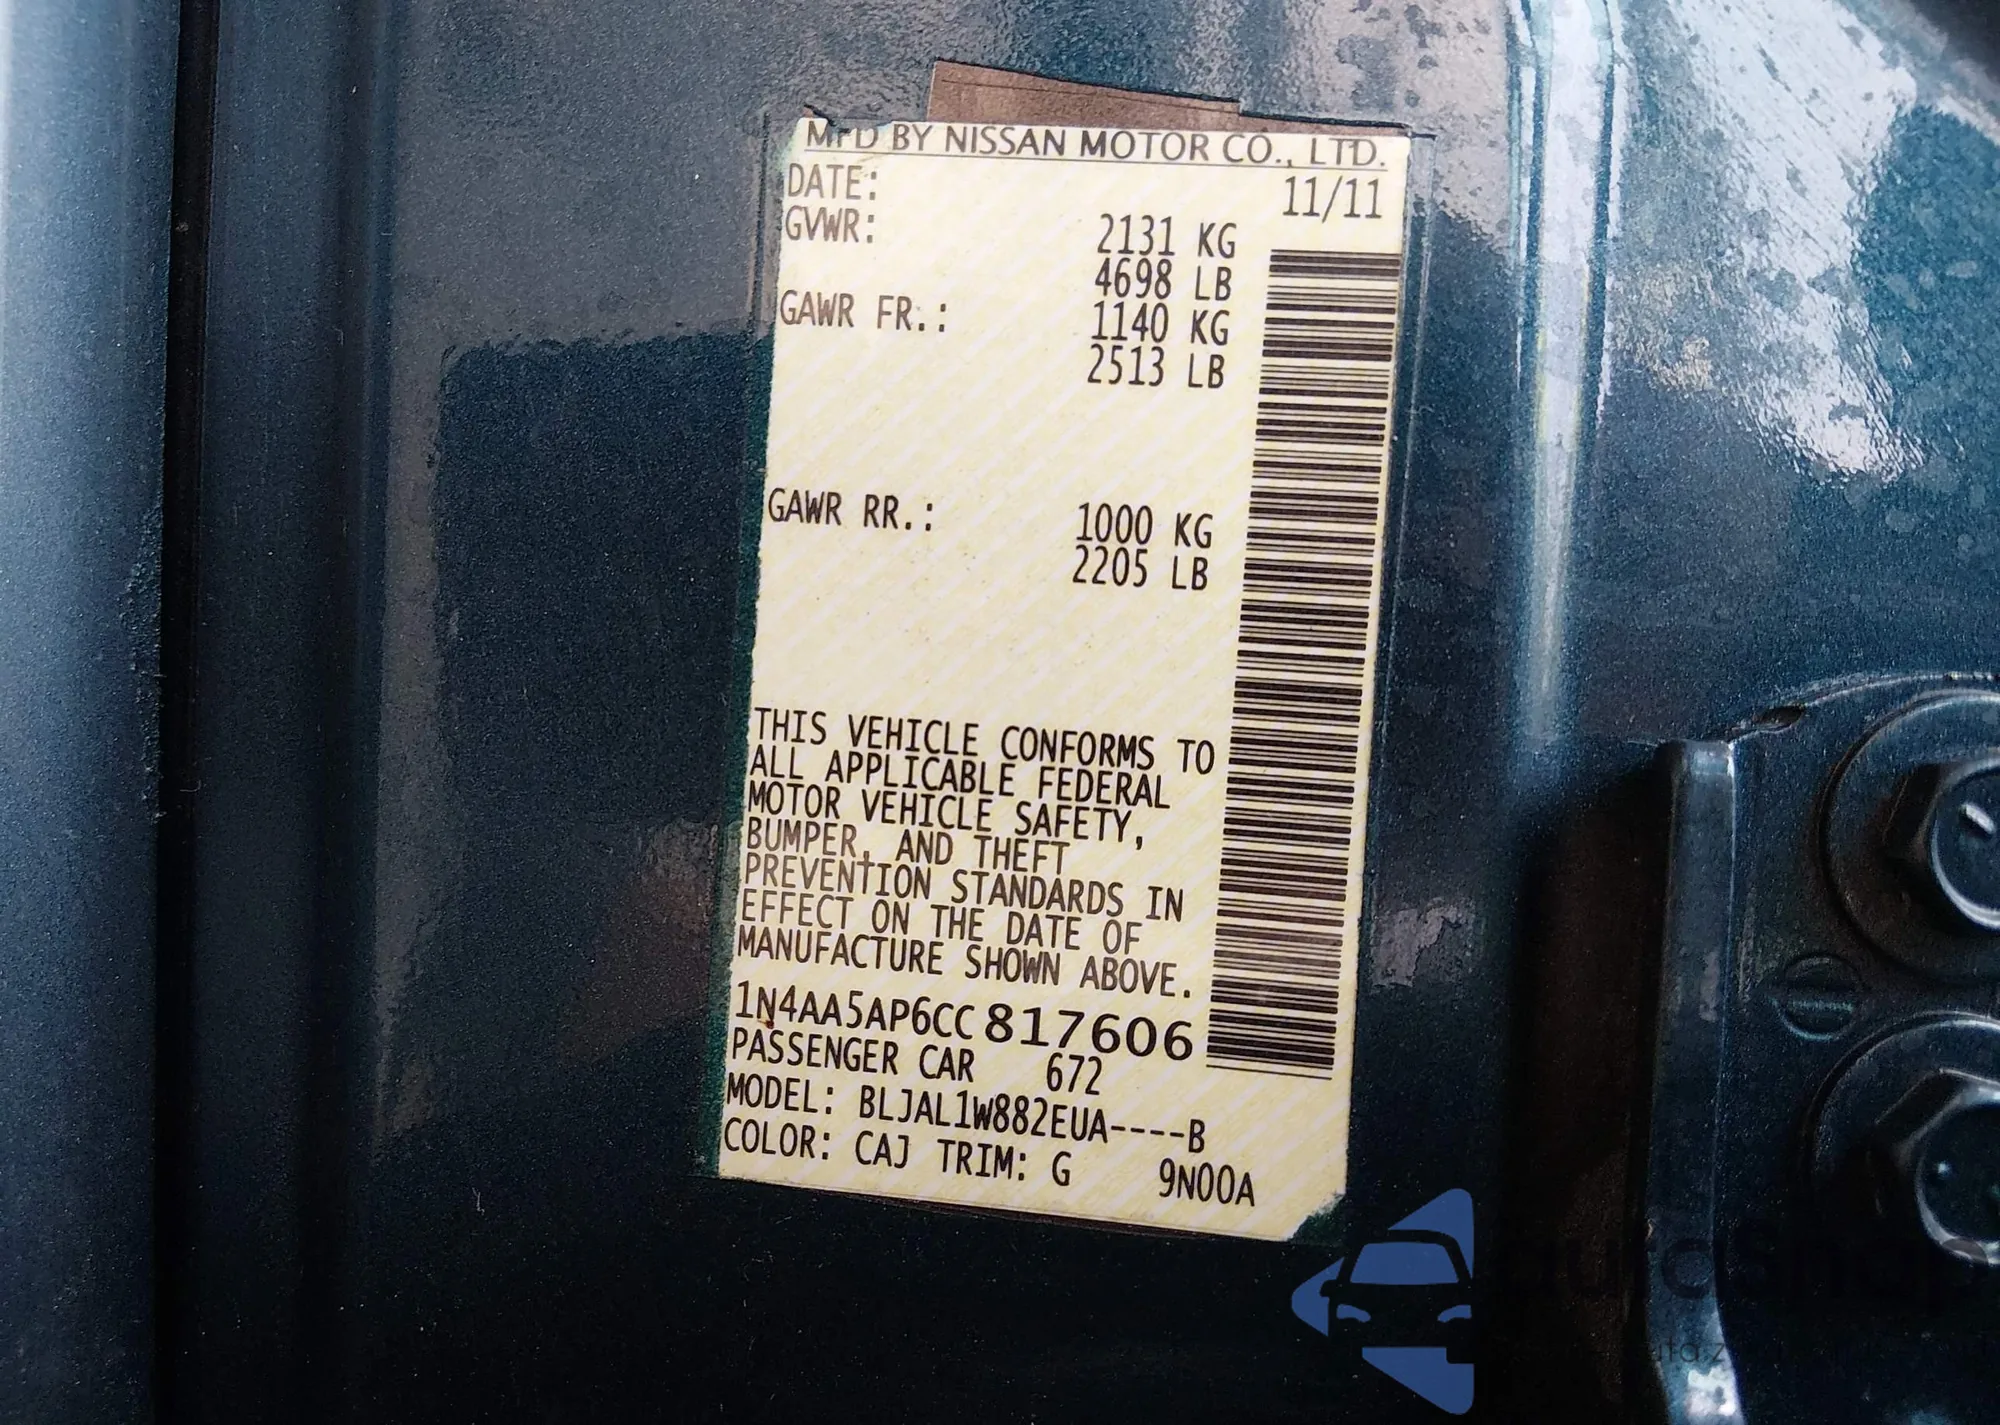 MFD BY NISSAN MOTOR CO., LTD.
DATE: 11/11
GVWR: 2131 KG
4698 LB
GAWR FR.: 1140 KG
2513 LB
GAWR RR.: 1000 KG
2205 LB
THIS VEHICLE CONFORMS TO
ALL APPLICABLE FEDERAL
MOTOR VEHICLE SAFETY,
BUMPER, AND THEFT
PREVENTION STANDARDS IN
EFFECT ON THE DATE OF
MANUFACTURE SHOWN ABOVE.
1N4AA5AP6CC817606
PASSENGER CAR 672
MODEL: BLJAL1W882EUA----B
COLOR: CAJ TRIM: G 9N00A